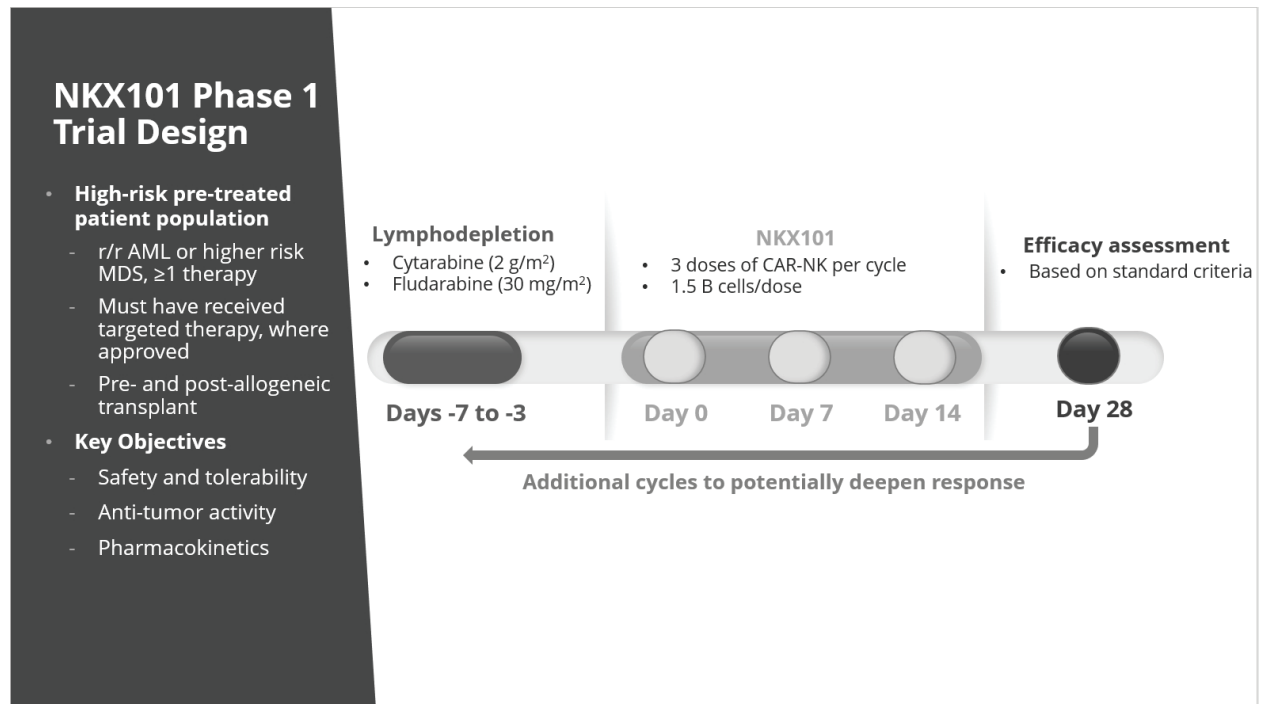 NKX101 Phase 1
Trial Design
• High-risk pre-treated
patient population
- r/r AML or higher risk
MDS, ≥1 therapy
- Must have received
targeted therapy, where
approved
- Pre- and post-allogeneic
transplant
• Key Objectives
- Safety and tolerability
- Anti-tumor activity
- Pharmacokinetics
Lymphodepletion
• Cytarabine (2 g/m²)
• Fludarabine (30 mg/m²)
Days -7 to -3
NKX101
• 3 doses of CAR-NK per cycle
• 1.5 B cells/dose
Day 0
Day 7
Day 14
Efficacy assessment
• Based on standard criteria
Day 28
Additional cycles to potentially deepen response